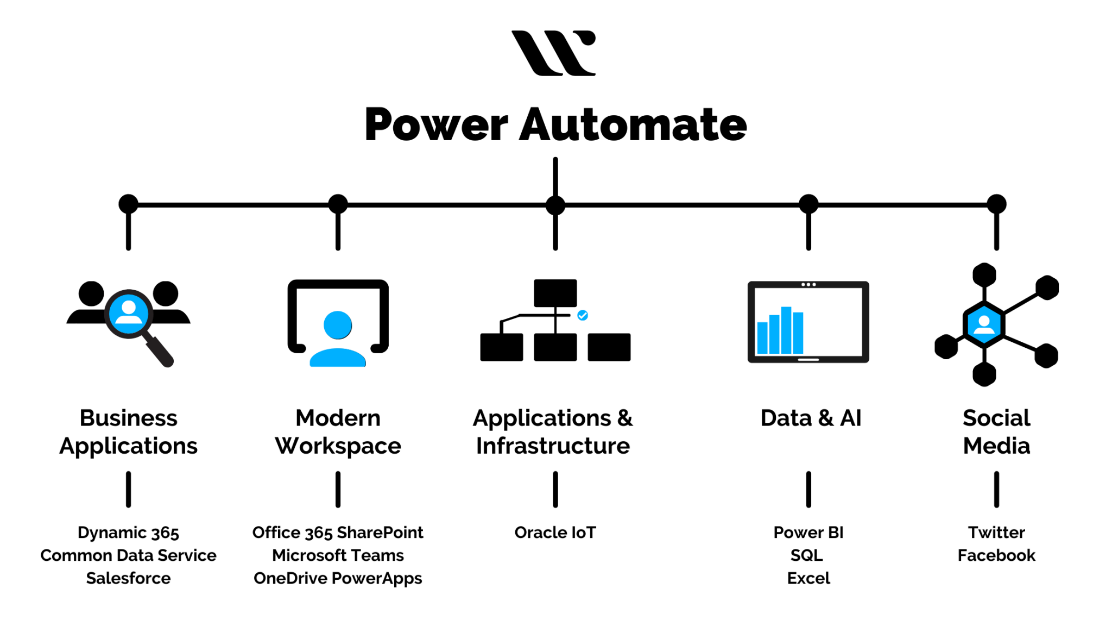 Power Automate
Business
Applications
Modern
Workspace
Applications &
Infrastructure
Data & AI
Social
Media
Dynamic 365
Common Data Service
Salesforce
Office 365 SharePoint
Microsoft Teams
OneDrive PowerApps
Oracle IoT
Power BI
SQL
Excel
Twitter
Facebook